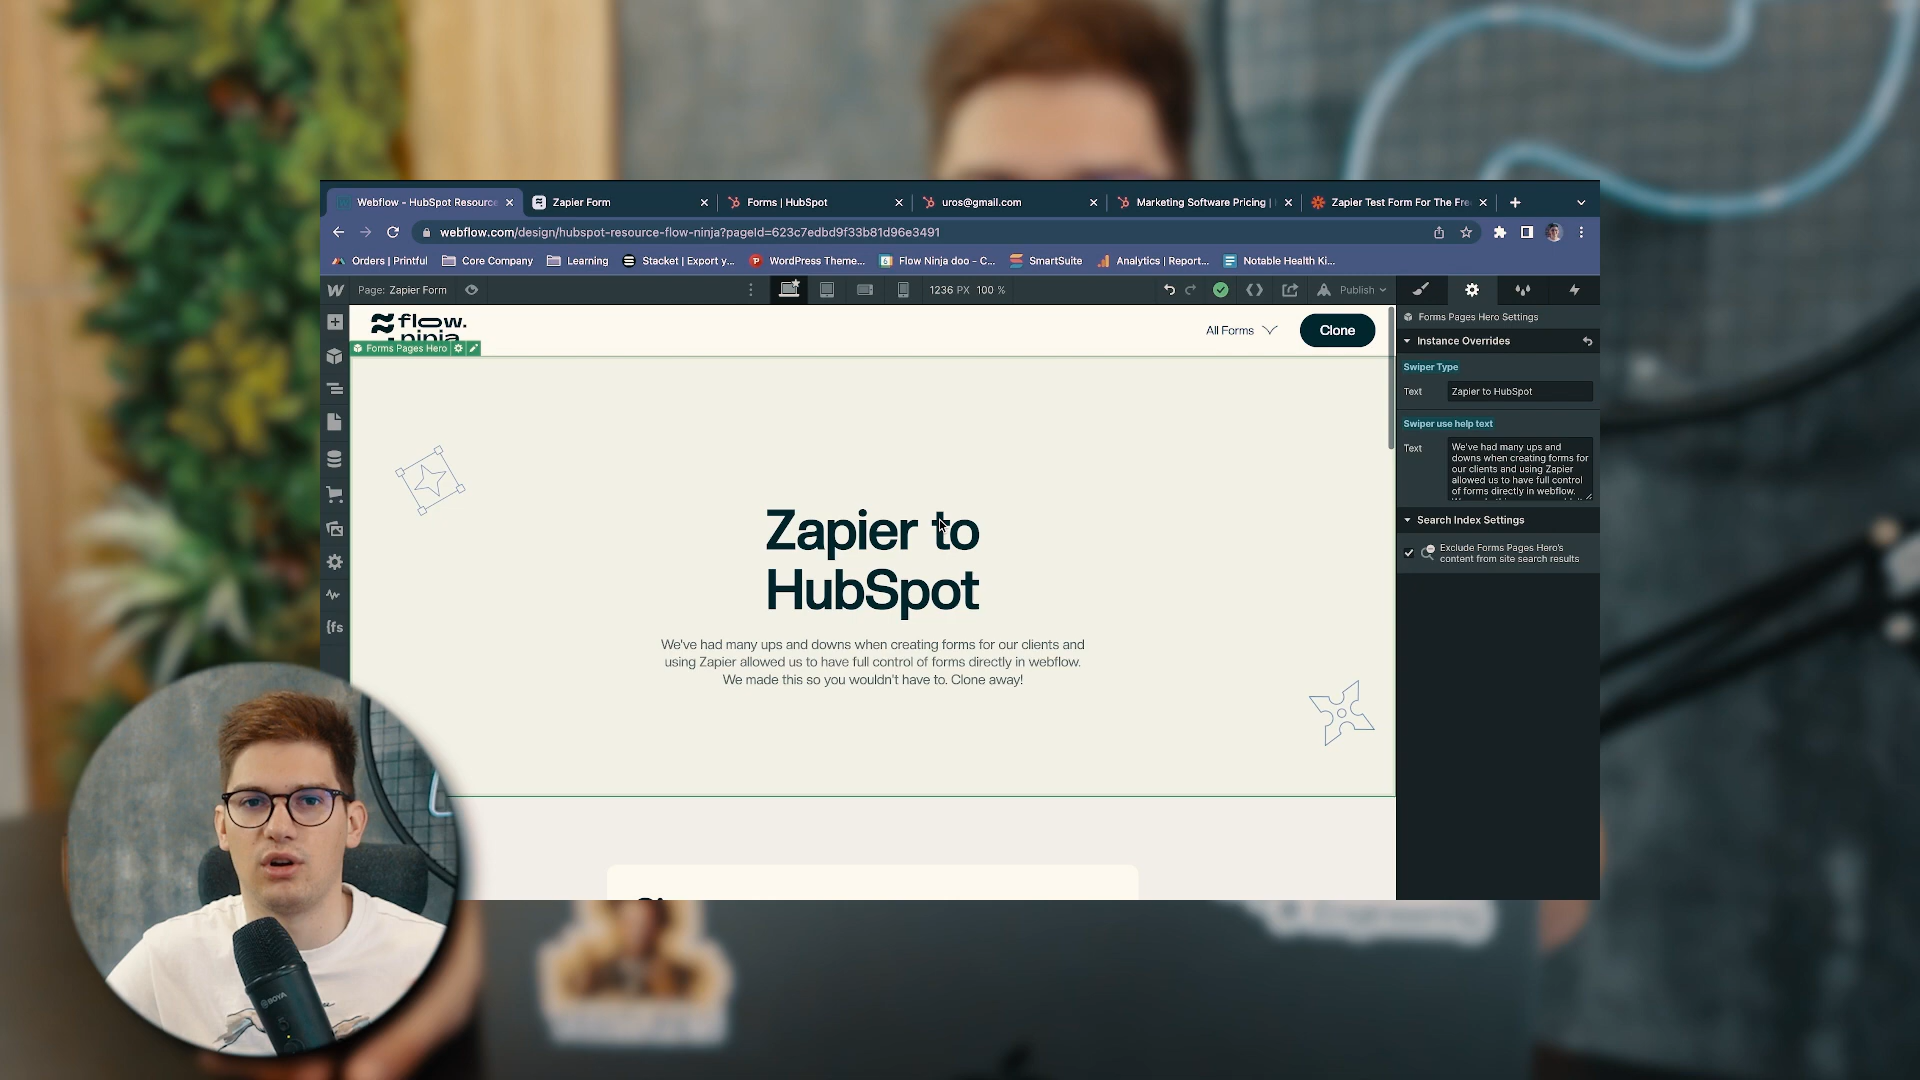 Webflow - HubSpot Resource
Zapier Form
Forms | HubSpot
uros@gmail.com
Marketing Software Pricing |
Zapier Test Form For The Fre
webflow.com/design/hubspot-resource-flow-ninja?pageId=623c7edbd9f33b81d96e3491
Orders | Printful
Core Company
Learning
Stacket | Export y...
WordPress Theme...
Flow Ninja doo - C...
SmartSuite
Analytics | Report...
Notable Health Ki...
Page: Zapier Form
1236 PX 100 %
Publish
flow.
ninja
All Forms
Clone
Forms Pages Hero
Zapier to
HubSpot
We've had many ups and downs when creating forms for our clients and
using Zapier allowed us to have full control of forms directly in webflow.
We made this so you wouldn't have to. Clone away!
Forms Pages Hero Settings
Instance Overrides
Swiper Type
Text
Zapier to HubSpot
Swiper use help text
Text
We've had many ups and
downs when creating forms for
our clients and using Zapier
allowed us to have full control
of forms directly in webflow.
Search Index Settings
Exclude Forms Pages Hero's
content from site search results
{fs
BOYA